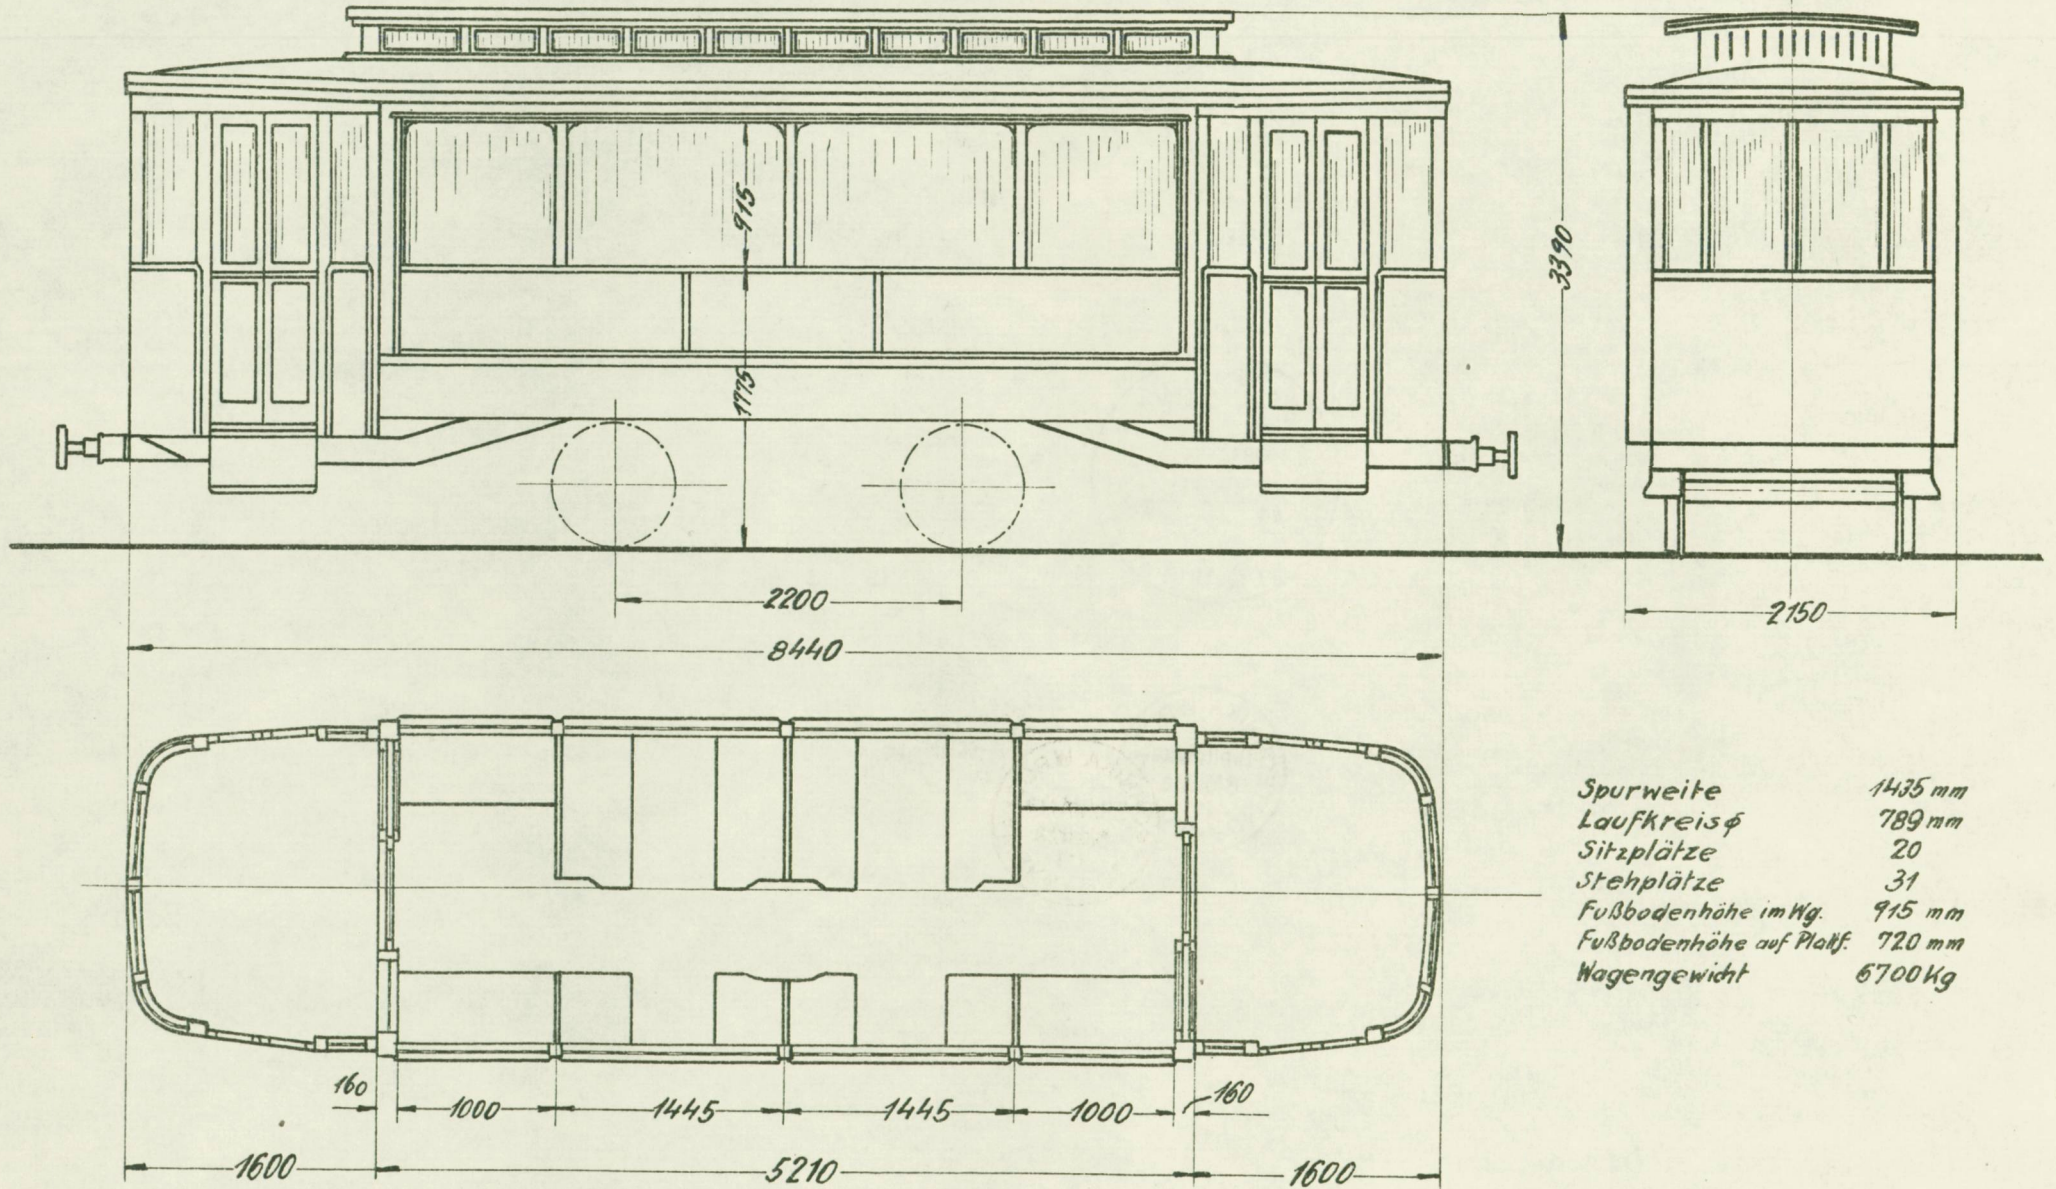 915
1775
3390
2200
8440
2150
Spurweite 1435 mm
Laufkreis ϕ 789 mm
Sitzplätze 20
Stehplätze 31
Fußbodenhöhe im Wg. 915 mm
Fußbodenhöhe auf Plattf. 720 mm
Wagengewicht 6700 Kg
160 1000 1445 1445 1000 160
1600 5210 1600